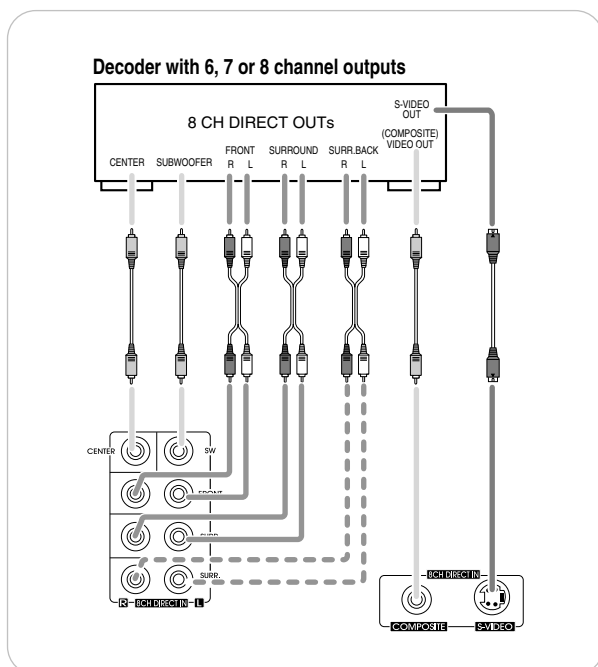 Decoder with 6, 7 or 8 channel outputs
S-VIDEO
OUT
8 CH DIRECT OUTs
(COMPOSITE)
VIDEO OUT
FRONT SURROUND SURR.BACK
CENTER SUBWOOFER R L R L R L
CENTER SW
FRONT
SURR.
SURR.
R 8CH DIRECT IN L
8CH DIRECT IN
COMPOSITE S-VIDEO